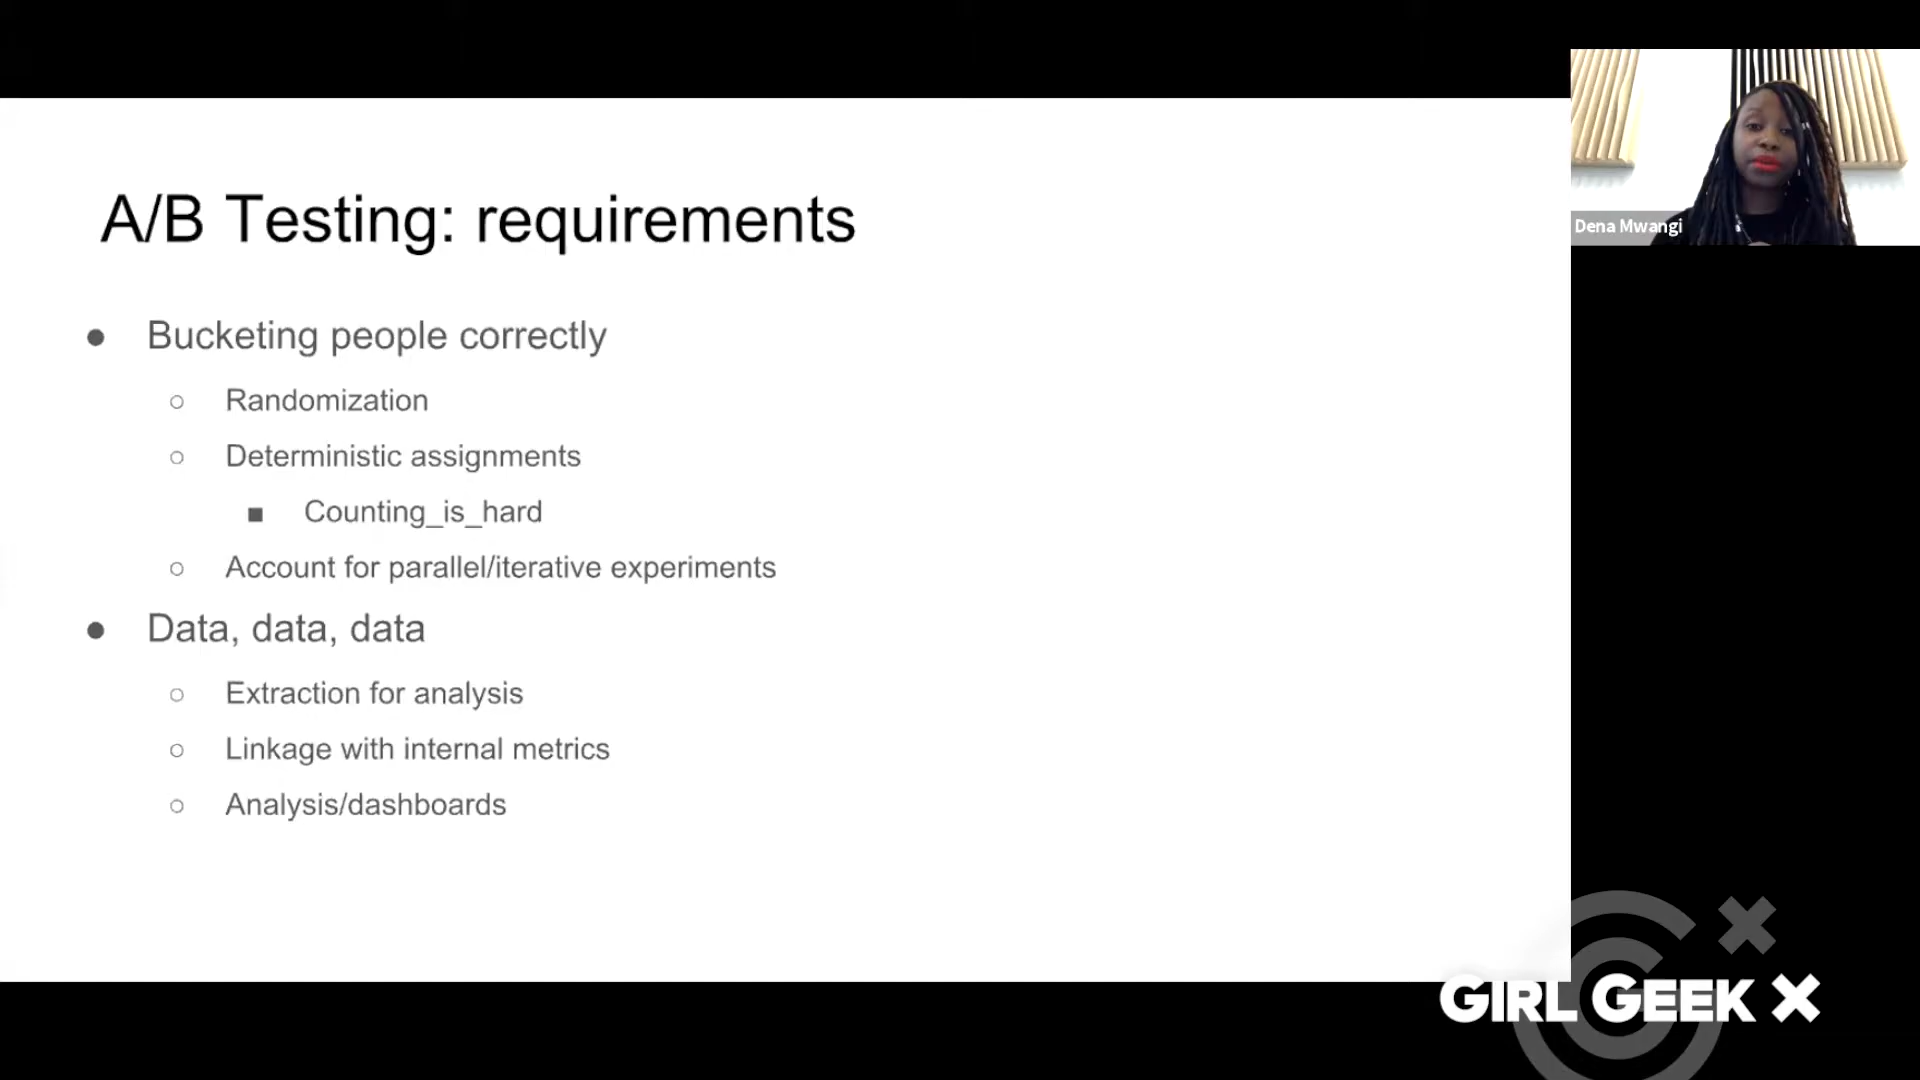 A/B Testing: requirements
● Bucketing people correctly
○ Randomization
○ Deterministic assignments
■ Counting_is_hard
○ Account for parallel/iterative experiments
● Data, data, data
○ Extraction for analysis
○ Linkage with internal metrics
○ Analysis/dashboards
Dena Mwangi
GIRL GEEK X